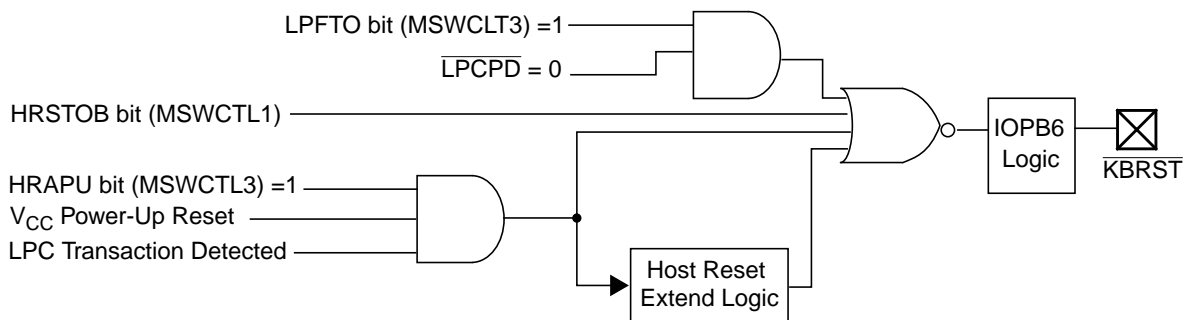 LPFTO bit (MSWCLT3) =1
LPCPD = 0
HRSTOB bit (MSWCTL1)
IOPB6
Logic
KBRST
HRAPU bit (MSWCTL3) =1
VCC Power-Up Reset
LPC Transaction Detected
Host Reset
Extend Logic